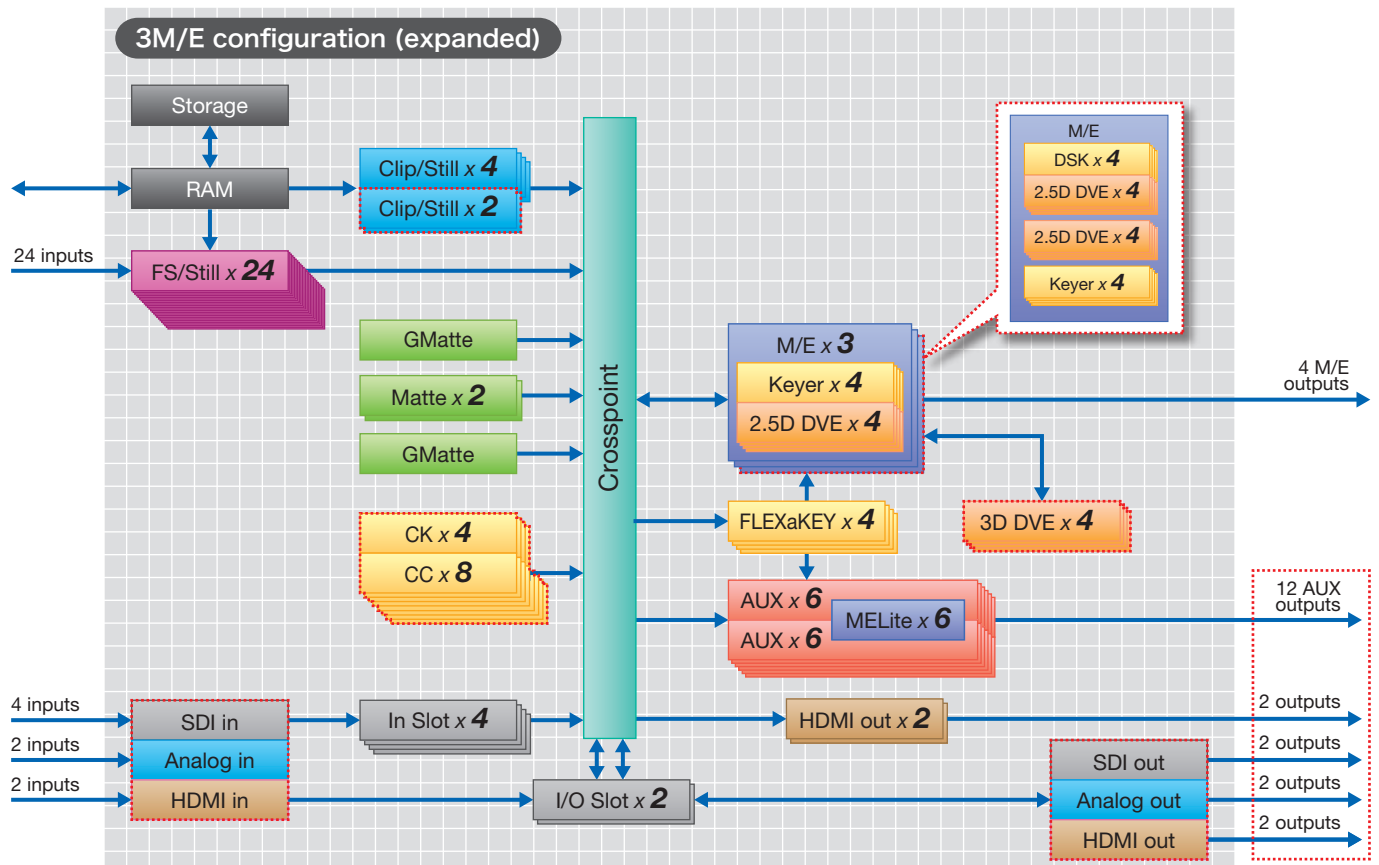 3M/E configuration (expanded)
Storage
RAM
Clip/Still x 4
Clip/Still x 2
24 inputs
FS/Still x 24
GMatte
Matte x 2
GMatte
CK x 4
CC x 8
Crosspoint
M/E
DSK x 4
2.5D DVE x 4
2.5D DVE x 4
Keyer x 4
M/E x 3
Keyer x 4
2.5D DVE x 4
4 M/E
outputs
FLEXaKEY x 4
3D DVE x 4
AUX x 6
MELite x 6
AUX x 6
12 AUX
outputs
4 inputs
SDI in
In Slot x 4
HDMI out x 2
2 outputs
2 inputs
Analog in
SDI out
2 outputs
2 inputs
HDMI in
I/O Slot x 2
Analog out
2 outputs
HDMI out
2 outputs